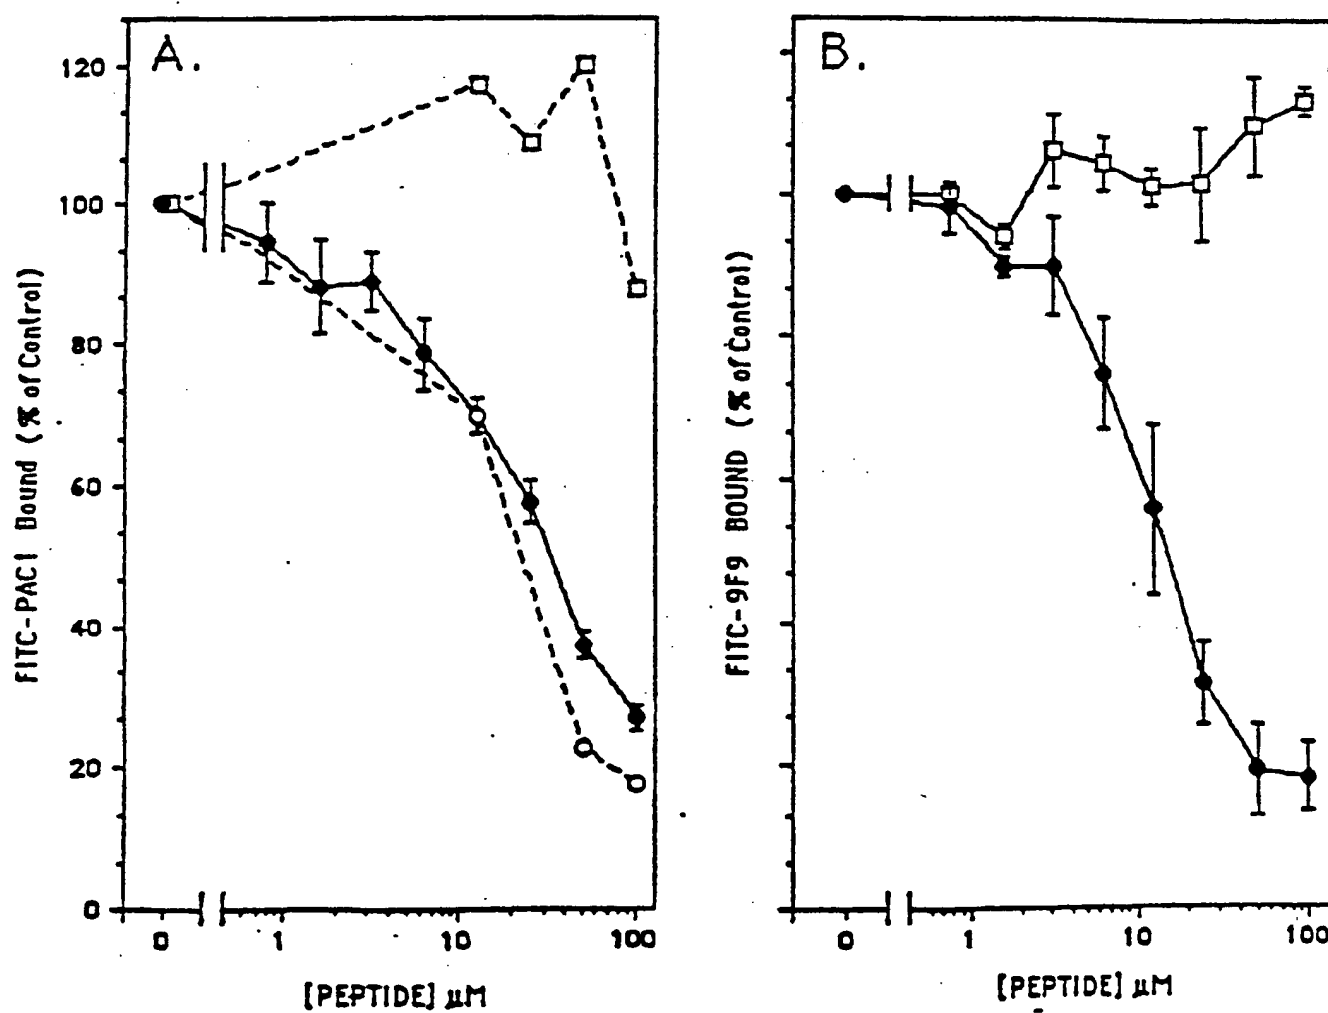 A.
120
100
80
60
40
20
0
FITC-PAC1 Bound (% of Control)
0 1 10 100
[PEPTIDE] µM
B.
FITC-9F9 BOUND (% of Control)
0 1 10 100
[PEPTIDE] µM